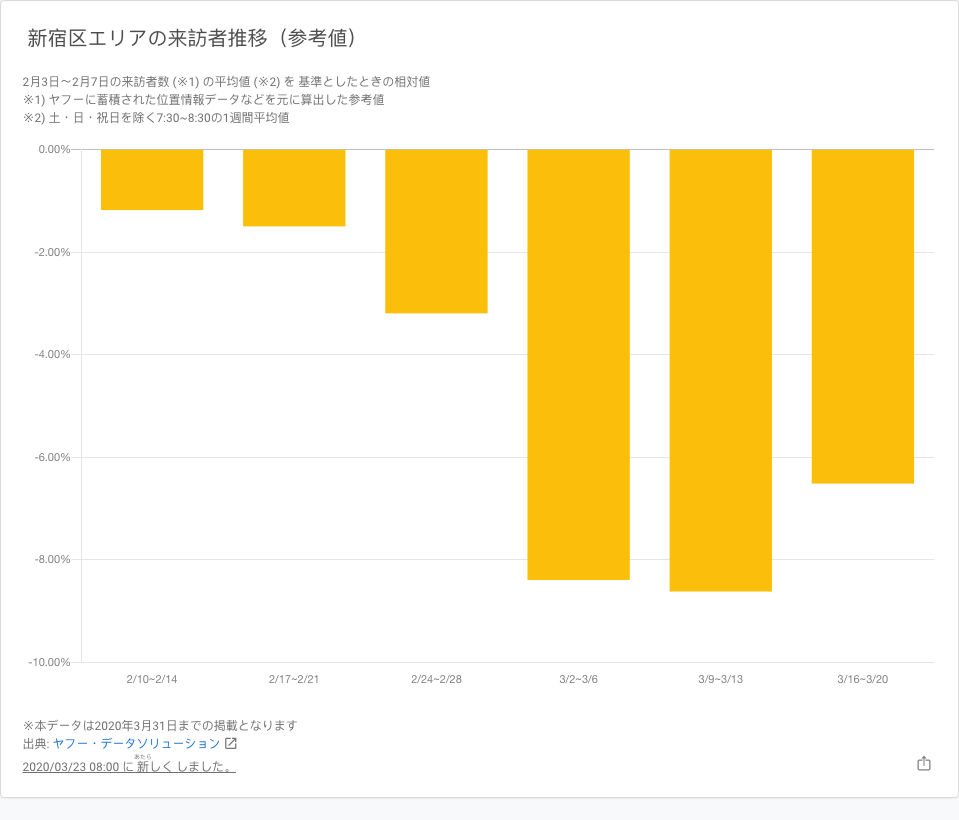 新宿区エリアの来訪者推移（参考値）
2月3日〜2月7日の来訪者数 (※1) の平均値 (※2) を 基準としたときの相対値
※1) ヤフーに蓄積された位置情報データなどを元に算出した参考値
※2) 土・日・祝日を除く7:30~8:30の1週間平均値
0.00%
-2.00%
-4.00%
-6.00%
-8.00%
-10.00%
2/10~2/14 2/17~2/21 2/24~2/28 3/2~3/6 3/9~3/13 3/16~3/20
※本データは2020年3月31日までの掲載となります
出典: ヤフー・データソリューション
あたら
2020/03/23 08:00 に 新しく しました。